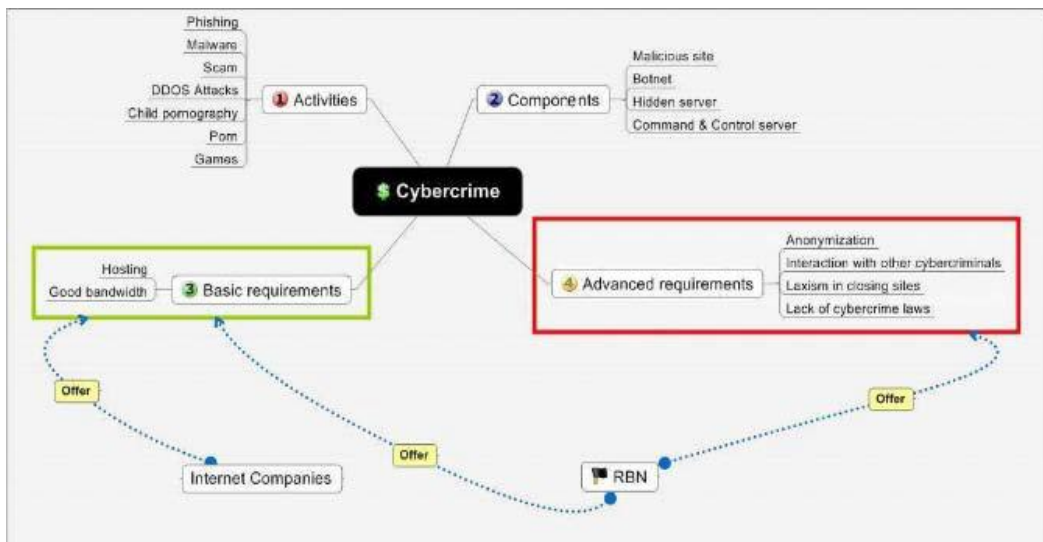 Phishing
Malware
Scam
DDOS Attacks
Child pornography
Porn
Games
1 Activities
2 Components
Malicious site
Botnet
Hidden server
Command & Control server
$ Cybercrime
Hosting
Good bandwidth
3 Basic requirements
4 Advanced requirements
Anonymization
Interaction with other cybercriminals
Laxism in closing sites
Lack of cybercrime laws
Offer
Offer
Offer
Internet Companies
RBN